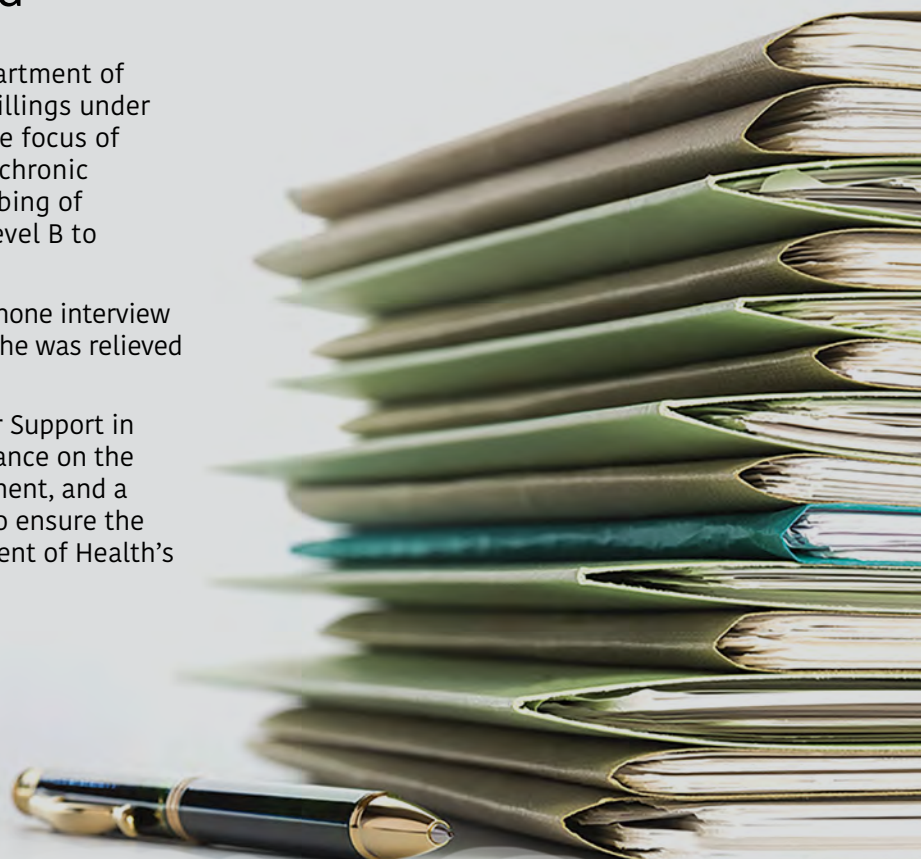 artment of
illings under
e focus of
chronic
bing of
evel B to
hone interview
he was relieved
r Support in
ance on the
ment, and a
o ensure the
ent of Health's